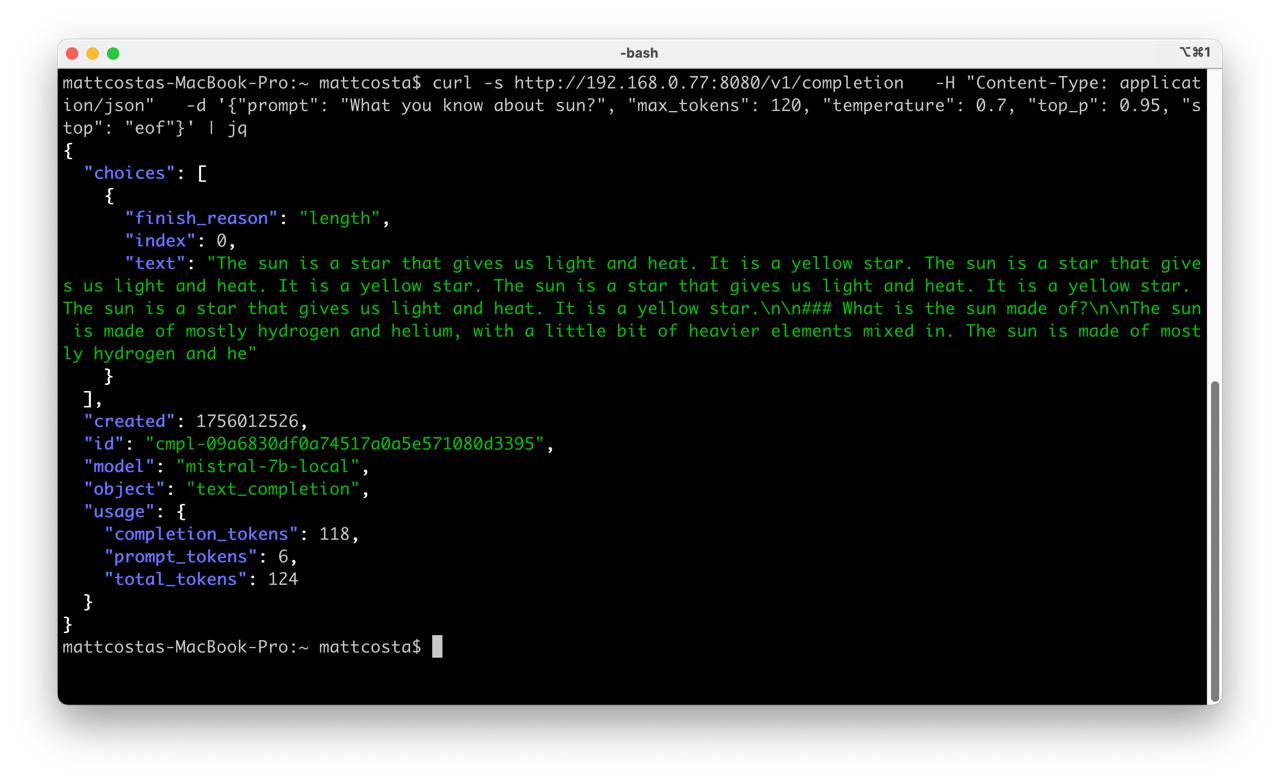 -bash
⌥⌘1
mattcostas-MacBook-Pro:~ mattcosta$ curl -s http://192.168.0.77:8080/v1/completion   -H "Content-Type: applicat
ion/json"   -d '{"prompt": "What you know about sun?", "max_tokens": 120, "temperature": 0.7, "top_p": 0.95, "s
top": "eof"}' | jq
{
  "choices": [
    {
      "finish_reason": "length",
      "index": 0,
      "text": "The sun is a star that gives us light and heat. It is a yellow star. The sun is a star that give
s us light and heat. It is a yellow star. The sun is a star that gives us light and heat. It is a yellow star. 
The sun is a star that gives us light and heat. It is a yellow star.\n\n### What is the sun made of?\n\nThe sun
 is made of mostly hydrogen and helium, with a little bit of heavier elements mixed in. The sun is made of most
ly hydrogen and he"
    }
  ],
  "created": 1756012526,
  "id": "cmpl-09a6830df0a74517a0a5e571080d3395",
  "model": "mistral-7b-local",
  "object": "text_completion",
  "usage": {
    "completion_tokens": 118,
    "prompt_tokens": 6,
    "total_tokens": 124
  }
}
mattcostas-MacBook-Pro:~ mattcosta$